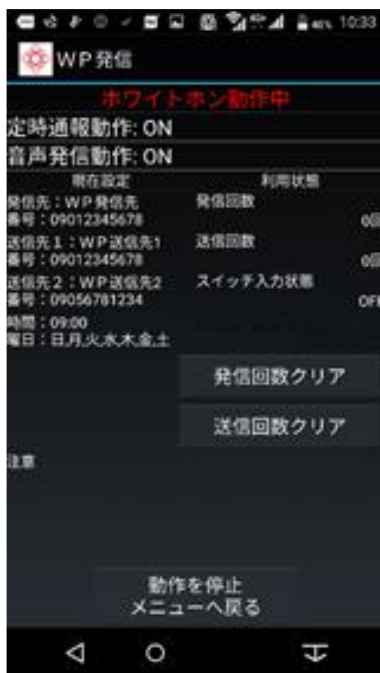 46% 10:33
WP発信
ホワイトホン動作中
定時通報動作: ON
音声発信動作: ON
現在設定 利用状態
発信先：WP発信先 発信回数
番号：09012345678 0回
送信先1：WP送信先1 送信回数
番号：09012345678 0回
送信先2：WP送信先2 スイッチ入力状態
番号：09056781234 OFF
時間：09:00
曜日：日,月,火,水,木,金,土
発信回数クリア
送信回数クリア
注意
動作を停止
メニューへ戻る